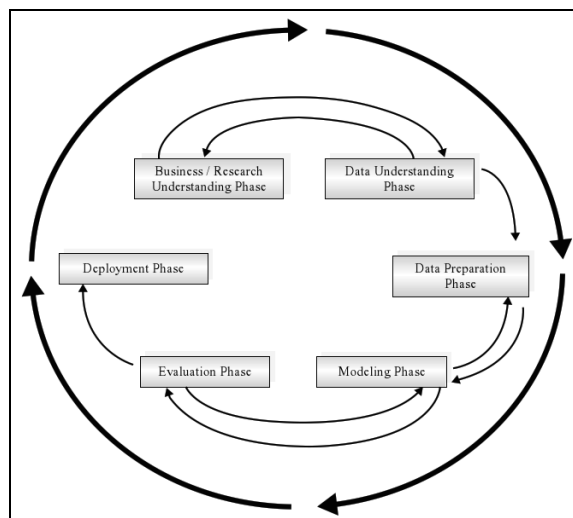 Business / Research
Understanding Phase
Data Understanding
Phase
Deployment Phase
Data Preparation
Phase
Evaluation Phase
Modeling Phase